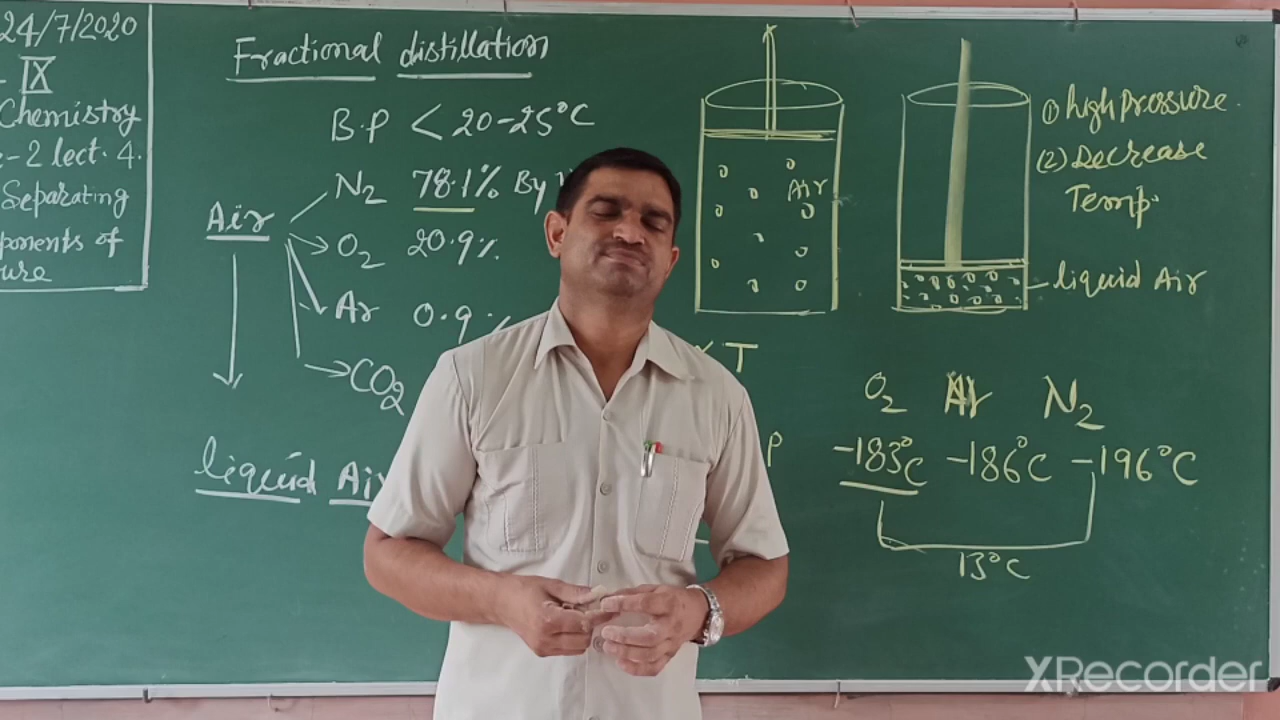 24/7/2020
- IX
Chemistry
-2 lect. 4.
Separating
ponents of
ure
Fractional distillation
B.P < 20-25°C
Air
N2 78.1% By
O2 20.9%
Ar 0.9
CO2
liquid Air
Air
T
P
① high pressure.
(2) Decrease
Temp.
liquid Air
O2 Ar N2
-183°C -186°C -196°C
13°C
XRecorder